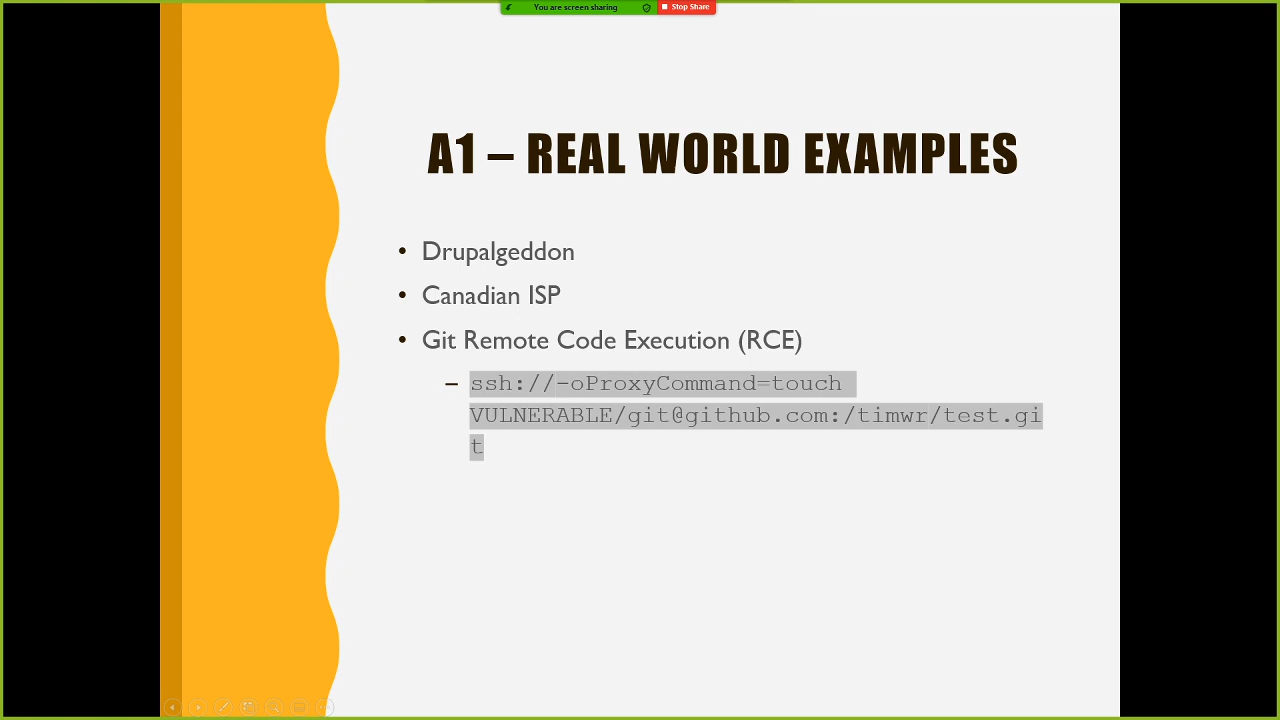 You are screen sharing
Stop Share
A1 – REAL WORLD EXAMPLES
• Drupalgeddon
• Canadian ISP
• Git Remote Code Execution (RCE)
– ssh://-oProxyCommand=touch
VULNERABLE/git@github.com:/timwr/test.gi
t